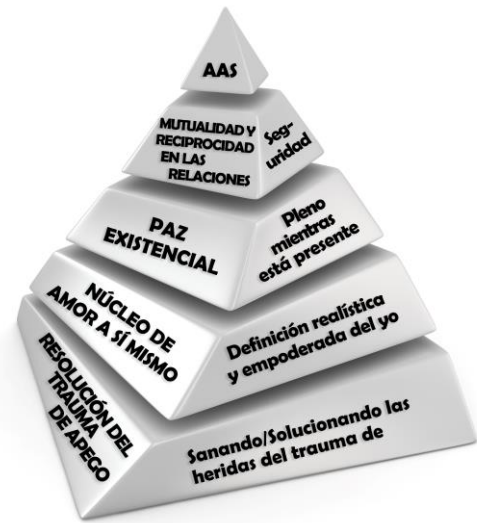 AAS
MUTUALIDAD Y
RECIPROCIDAD
EN LAS
RELACIONES
Seg-
uridad
PAZ
EXISTENCIAL
Pleno
mientras
está presente
NÚCLEO DE
AMOR A SÍ MISMO
Definición realística
y empoderada del yo
RESOLUCIÓN DEL
TRAUMA
DE APEGO
Sanando/Solucionando las
heridas del trauma de